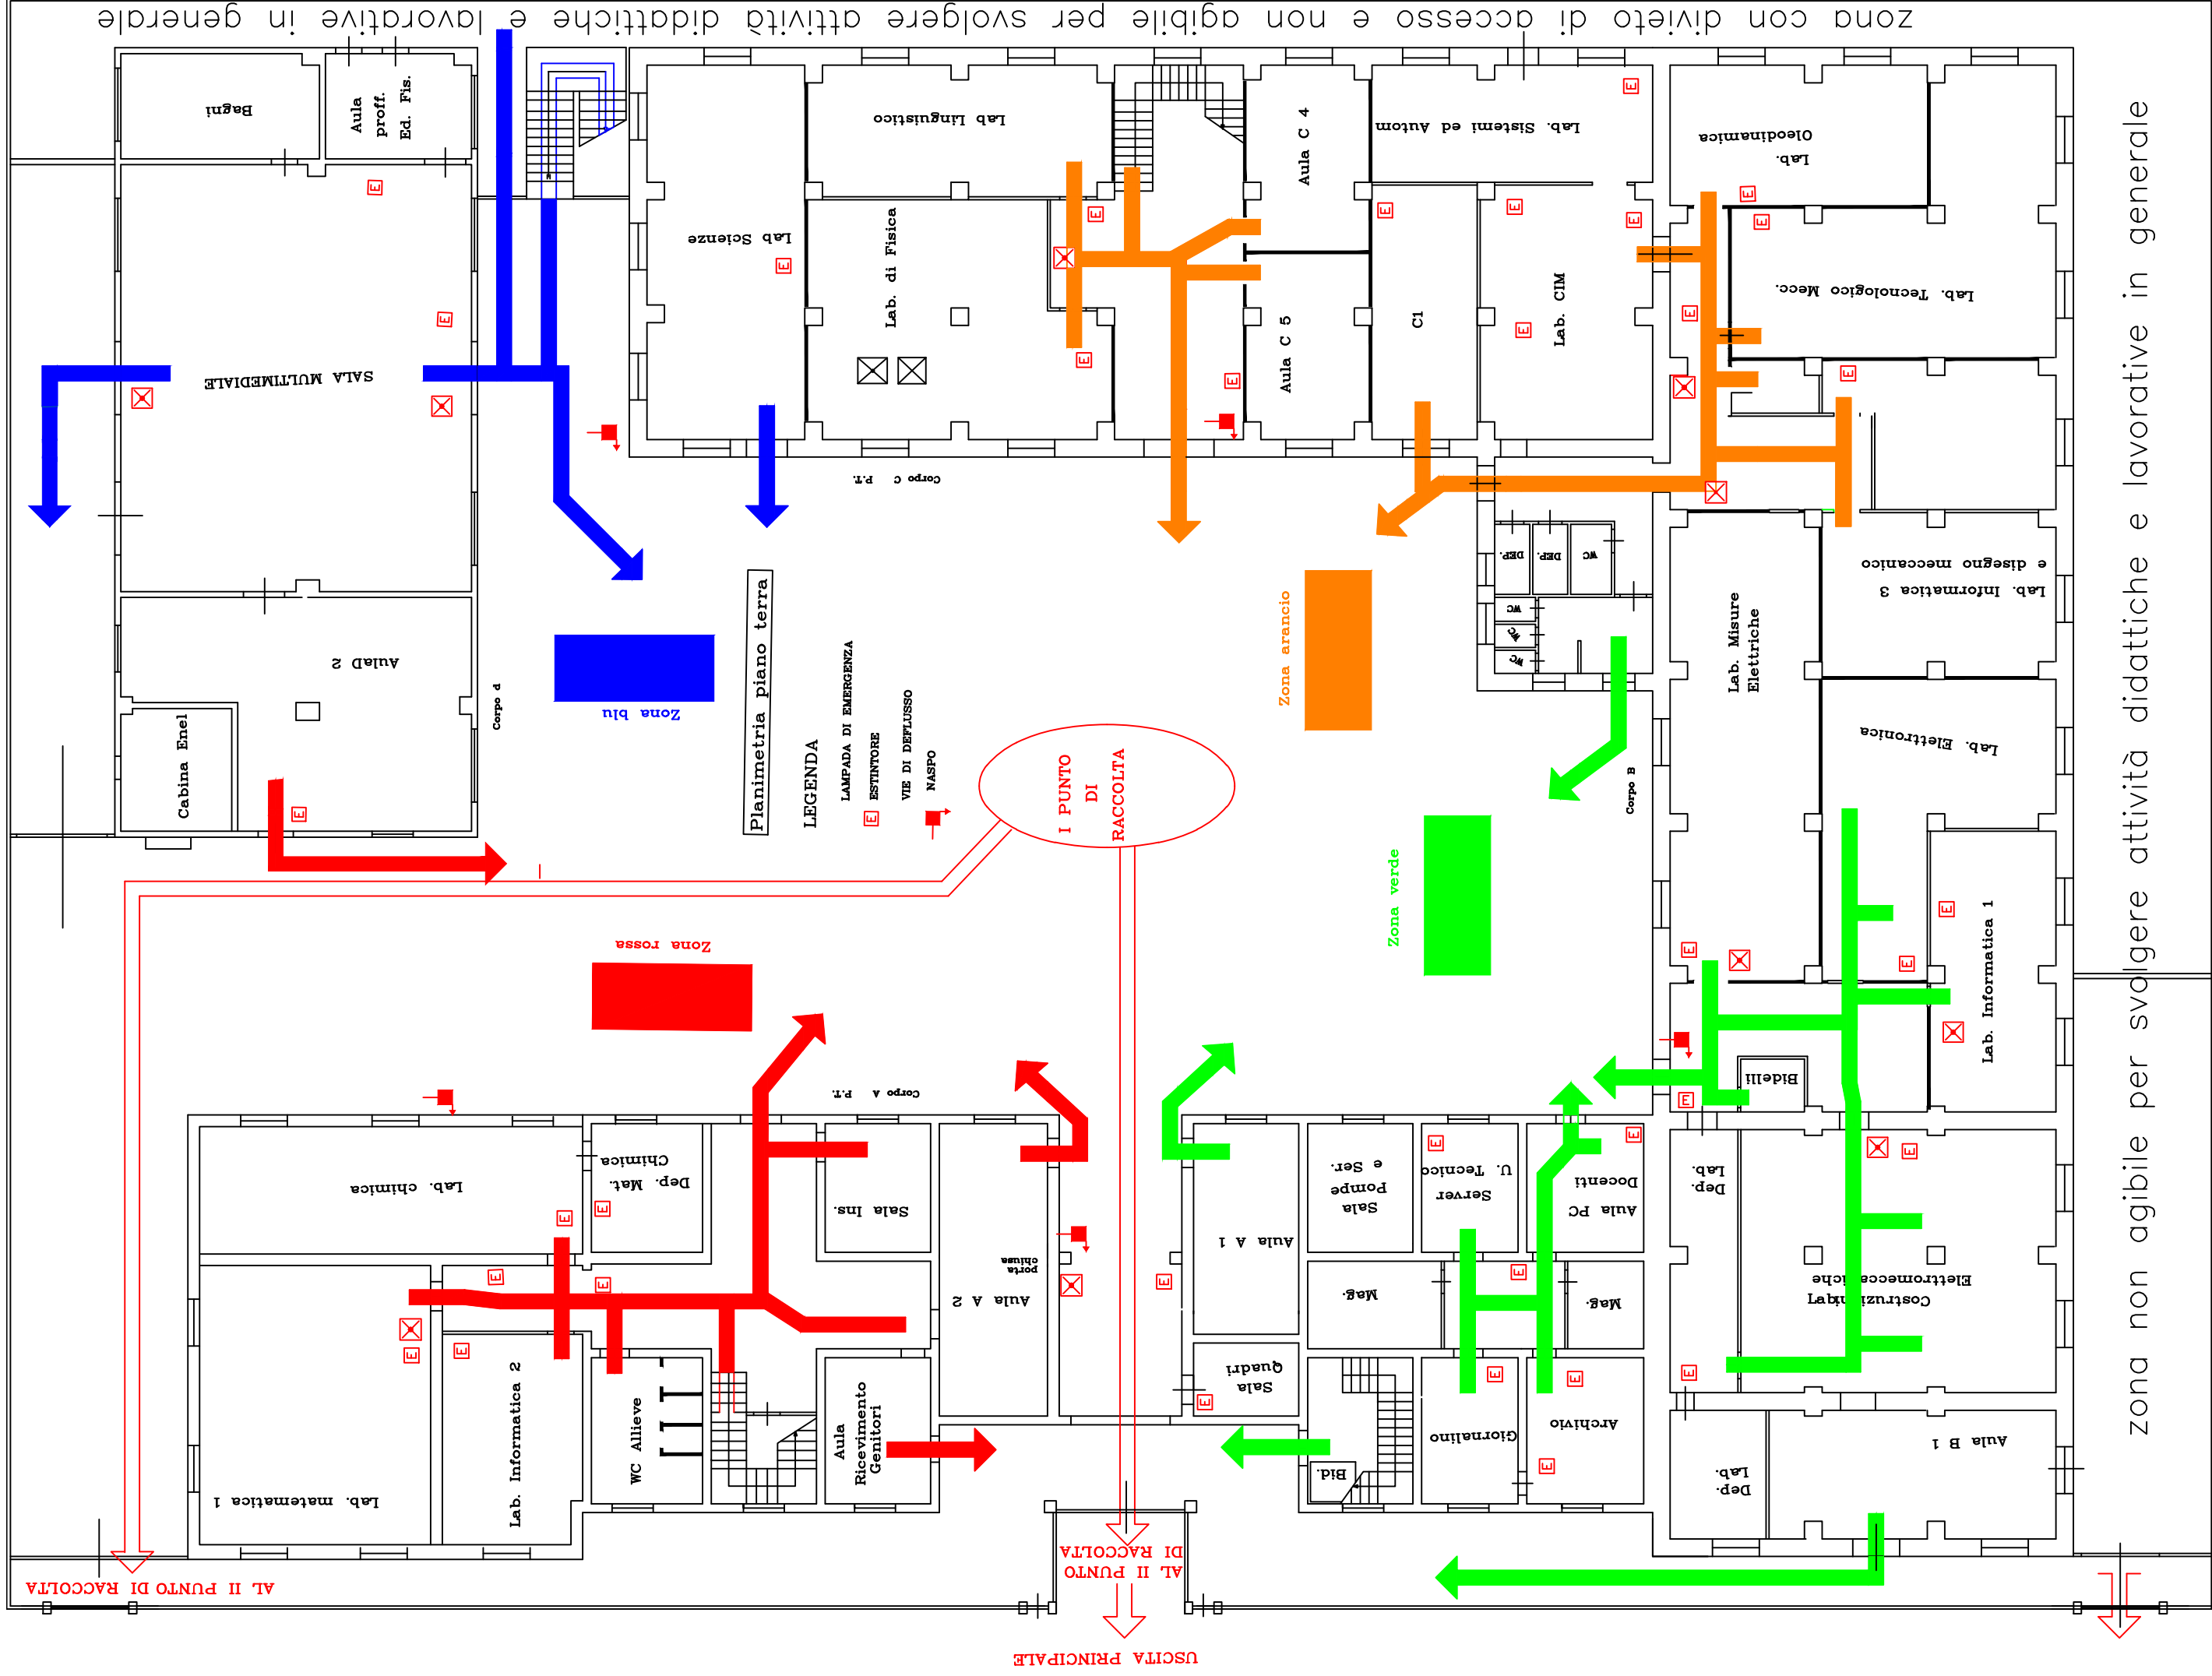 zona con divieto di accesso e non agibile per svolgere attività didattiche e lavorative in generale
zona non agibile per svolgere attività didattiche e lavorative in generale
Bagni
Aula
proff.
Ed. Fis.
SALA MULTIMEDIALE
AulaD 2
Cabina Enel
Corpo d
Lab Scienze
Lab Linguistico
Lab. di Fisica
Aula C 4
Aula C 5
Lab. Sistemi ed Autom
C1
Lab. CIM
Lab.
Oleodinamica
Lab. Tecnologico Mecc.
Corpo C P.T.
DEP.
DEP.
WC
WC
WC
WC
Lab. Informatica 3
e disegno meccanico
Lab. Misure
Elettriche
Lab. Elettronica
Corpo B
Lab. Informatica 1
Bidelli
Zona blu
Zona arancio
Zona verde
Zona rossa
Planimetria piano terra
LEGENDA
LAMPADA DI EMERGENZA
E ESTINTORE
VIE DI DEFLUSSO
NASPO
I PUNTO
DI
RACCOLTA
Corpo A P.T.
Lab. chimica
Dep. Mat.
Chimica
Sala Ins.
Aula A 2
porta
chiusa
Aula A 1
Sala
Pompe
e Ser.
Server
U. Tecnico
Aula PC
Docenti
Dep.
Lab.
Mag.
Mag.
Costruzioni
Elettromeccaniche
Sala
Quadri
Lab. matematica 1
Lab. Informatica 2
WC Allieve
Aula
Ricevimento
Genitori
Bid.
Giornalino
Archivio
Dep.
Lab.
Aula B 1
AL II PUNTO DI RACCOLTA
AL II PUNTO
DI RACCOLTA
USCITA PRINCIPALE